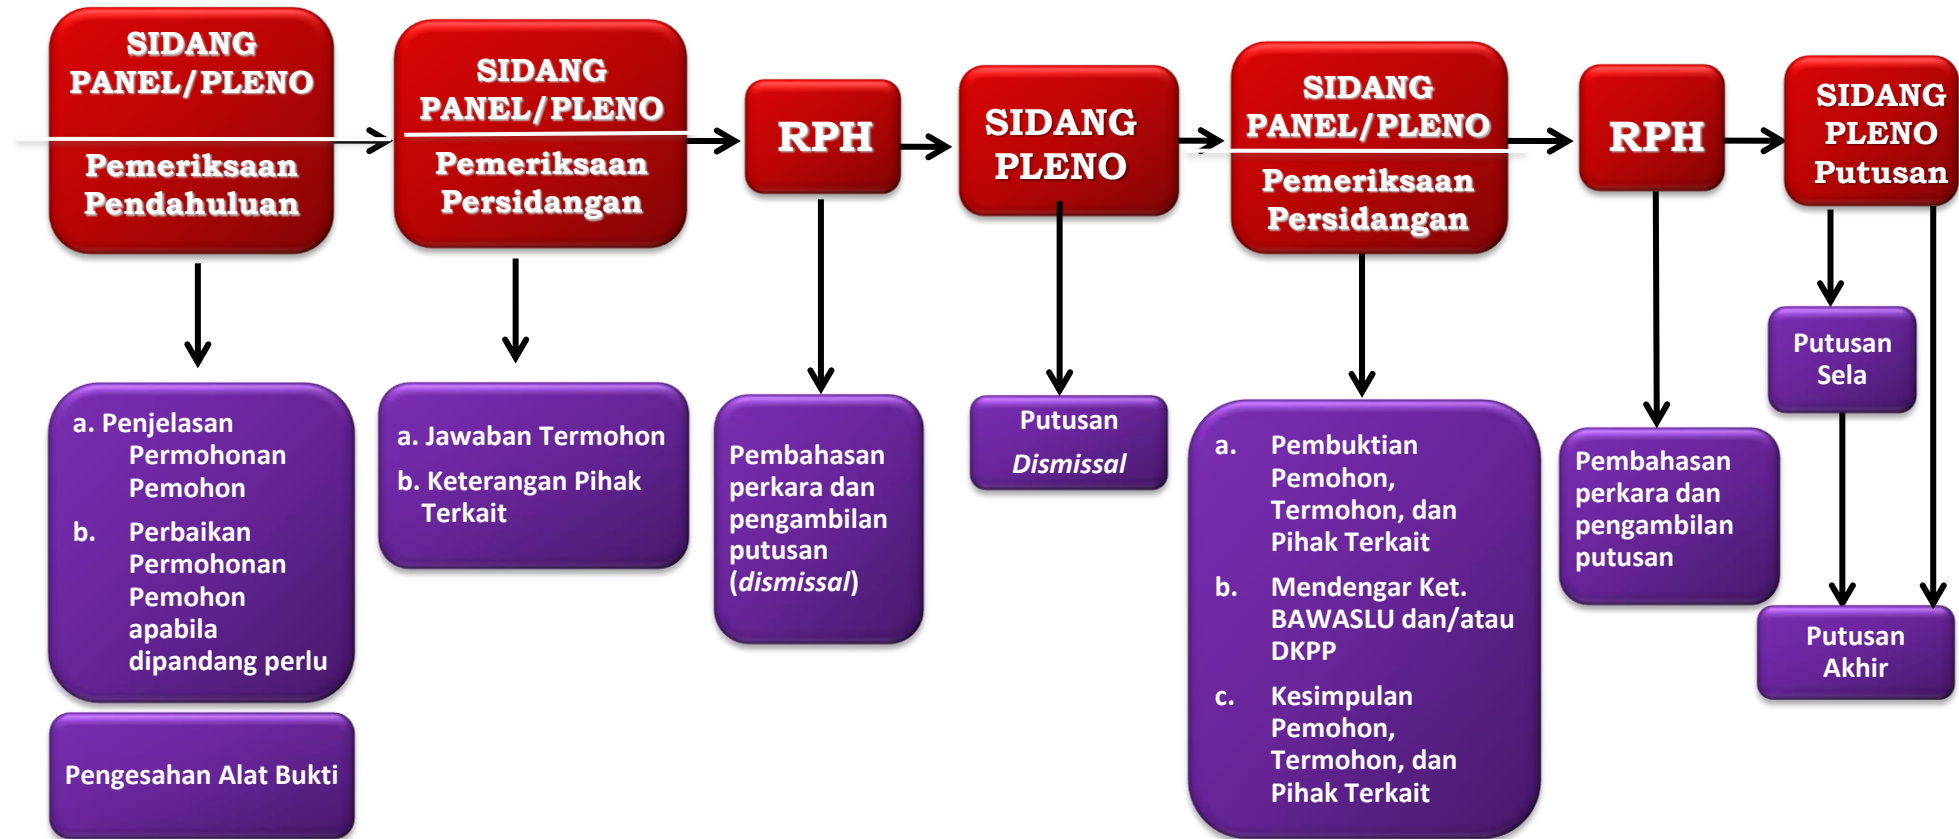 SIDANG
PANEL/PLENO
Pemeriksaan
Pendahuluan
SIDANG
PANEL/PLENO
Pemeriksaan
Persidangan
RPH
SIDANG
PLENO
SIDANG
PANEL/PLENO
Pemeriksaan
Persidangan
RPH
SIDANG
PLENO
Putusan
a. Penjelasan
Permohonan
Pemohon
b. Perbaikan
Permohonan
Pemohon
apabila
dipandang perlu
Pengesahan Alat Bukti
a. Jawaban Termohon
b. Keterangan Pihak
Terkait
Pembahasan
perkara dan
pengambilan
putusan
(dismissal)
Putusan
Dismissal
a. Pembuktian
Pemohon,
Termohon, dan
Pihak Terkait
b. Mendengar Ket.
BAWASLU dan/atau
DKPP
c. Kesimpulan
Pemohon,
Termohon, dan
Pihak Terkait
Pembahasan
perkara dan
pengambilan
putusan
Putusan
Sela
Putusan
Akhir